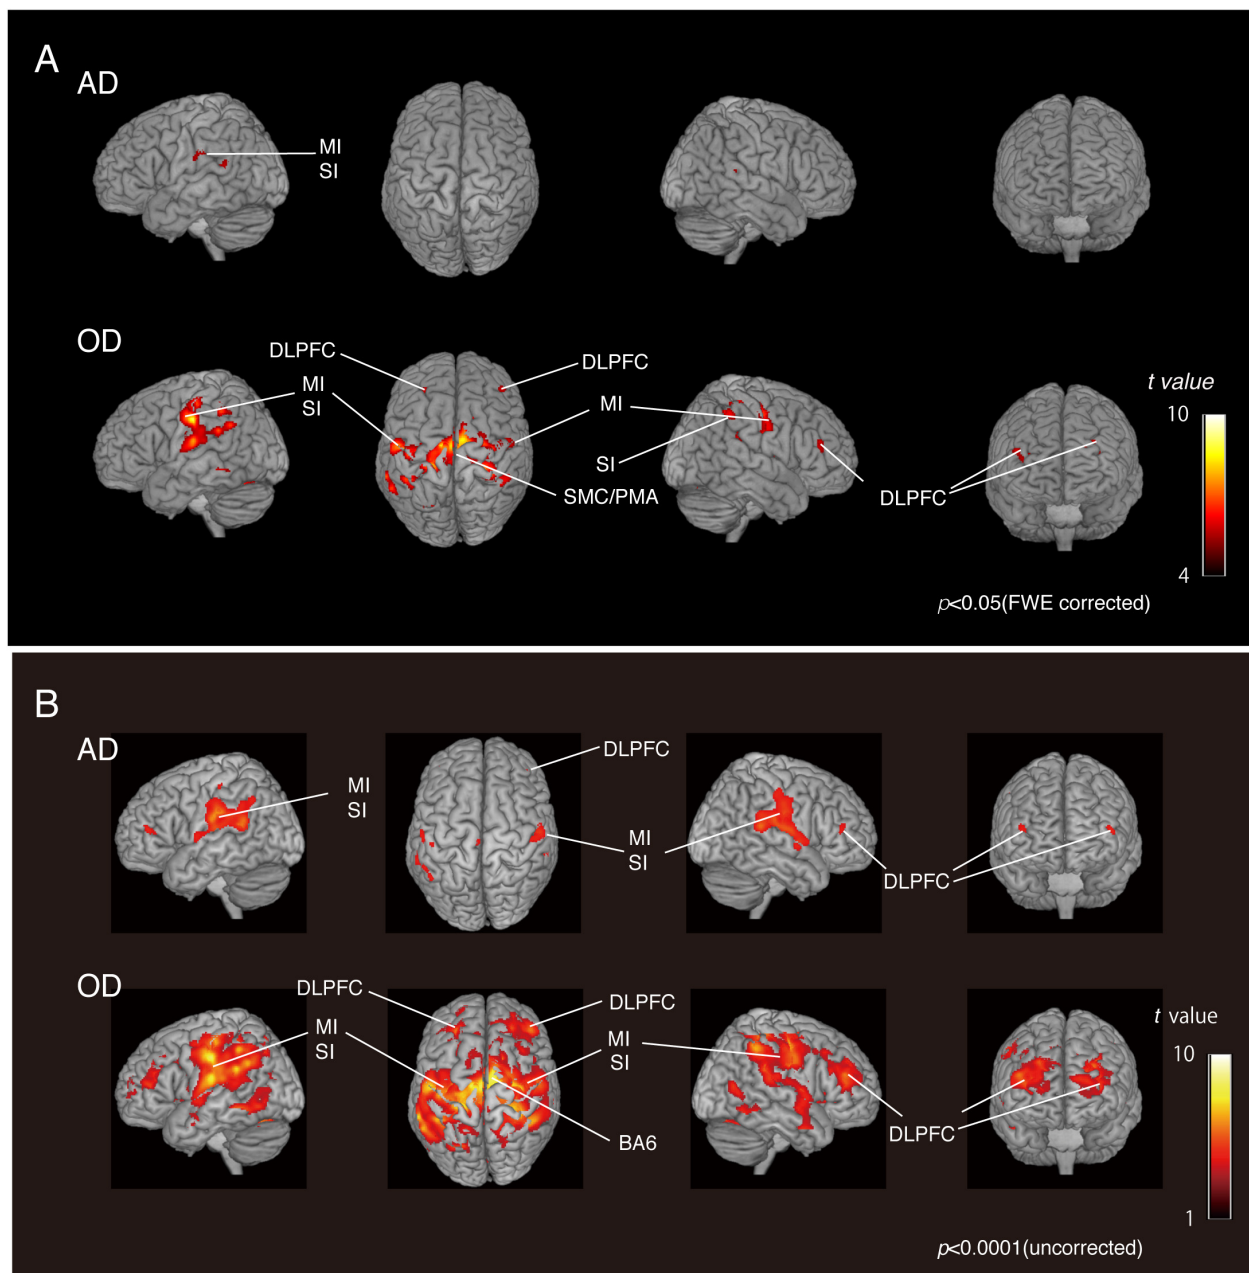 A
AD
MI
SI
OD
DLPFC
DLPFC
MI
SI
MI
SI
SMC/PMA
DLPFC
t value
10
4
p<0.05(FWE corrected)
B
AD
DLPFC
MI
SI
MI
SI
DLPFC
OD
DLPFC
DLPFC
MI
SI
MI
SI
BA6
DLPFC
t value
10
1
p<0.0001(uncorrected)